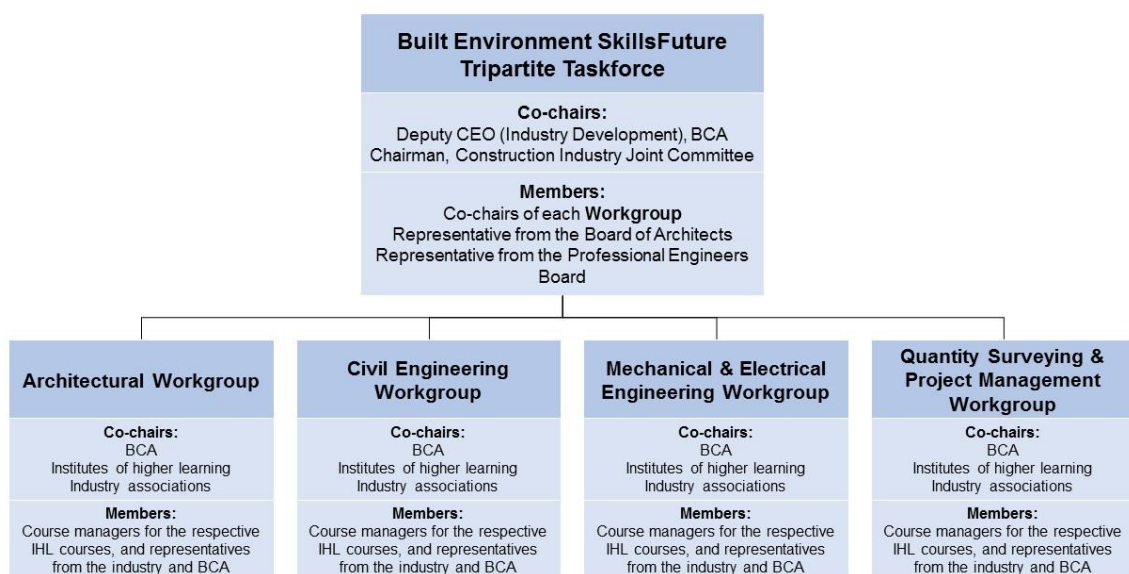 Built Environment SkillsFuture
Tripartite Taskforce
Co-chairs:
Deputy CEO (Industry Development), BCA
Chairman, Construction Industry Joint Committee
Members:
Co-chairs of each Workgroup
Representative from the Board of Architects
Representative from the Professional Engineers
Board
Architectural Workgroup
Co-chairs:
BCA
Institutes of higher learning
Industry associations
Members:
Course managers for the respective
IHL courses, and representatives
from the industry and BCA
Civil Engineering
Workgroup
Co-chairs:
BCA
Institutes of higher learning
Industry associations
Members:
Course managers for the respective
IHL courses, and representatives
from the industry and BCA
Mechanical & Electrical
Engineering Workgroup
Co-chairs:
BCA
Institutes of higher learning
Industry associations
Members:
Course managers for the respective
IHL courses, and representatives
from the industry and BCA
Quantity Surveying &
Project Management
Workgroup
Co-chairs:
BCA
Institutes of higher learning
Industry associations
Members:
Course managers for the respective
IHL courses, and representatives
from the industry and BCA